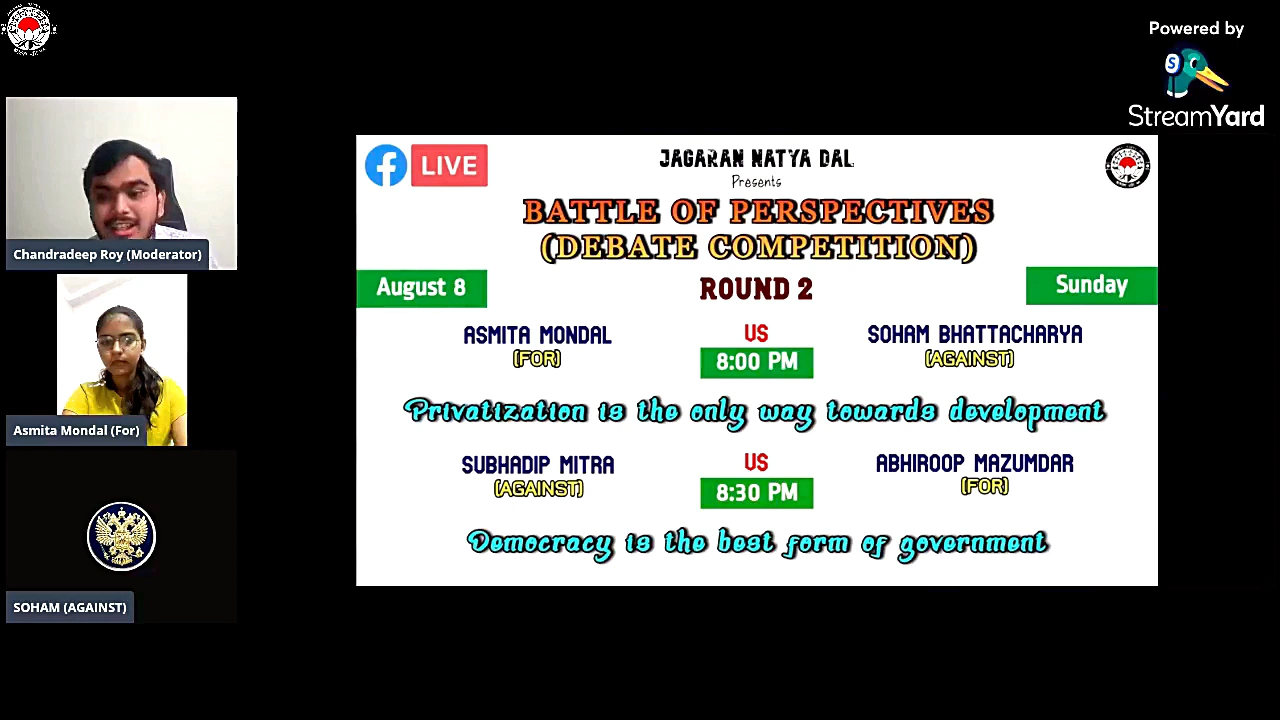 Powered by
StreamYard
Chandradeep Roy (Moderator)
Asmita Mondal (For)
SOHAM (AGAINST)
LIVE
JAGARAN NATYA DAL
Presents
BATTLE OF PERSPECTIVES
(DEBATE COMPETITION)
August 8
ROUND 2
Sunday
ASMITA MONDAL VS SOHAM BHATTACHARYA
(FOR) 8:00 PM (AGAINST)
Privatization is the only way towards development
SUBHADIP MITRA VS ABHIROOP MAZUMDAR
(AGAINST) 8:30 PM (FOR)
Democracy is the best form of government